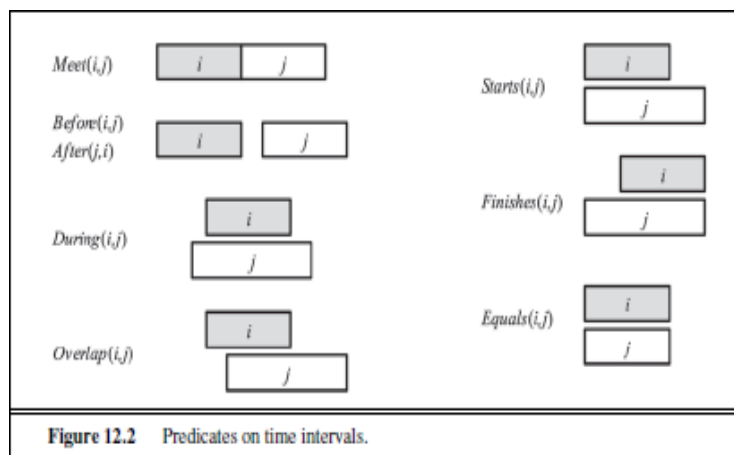 Meet(i,j)
i
j
Before(i,j)
After(j,i)
i
j
During(i,j)
i
j
Overlap(i,j)
i
j
Starts(i,j)
i
j
Finishes(i,j)
i
j
Equals(i,j)
i
j
Figure 12.2 Predicates on time intervals.